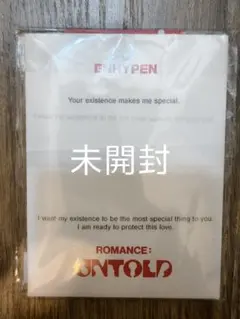 ENHYPEN
Your existence makes me special.
未開封
I want my existence to be the most special thing to you
I am ready to protect this love.
ROMANCE:
UNTOLD